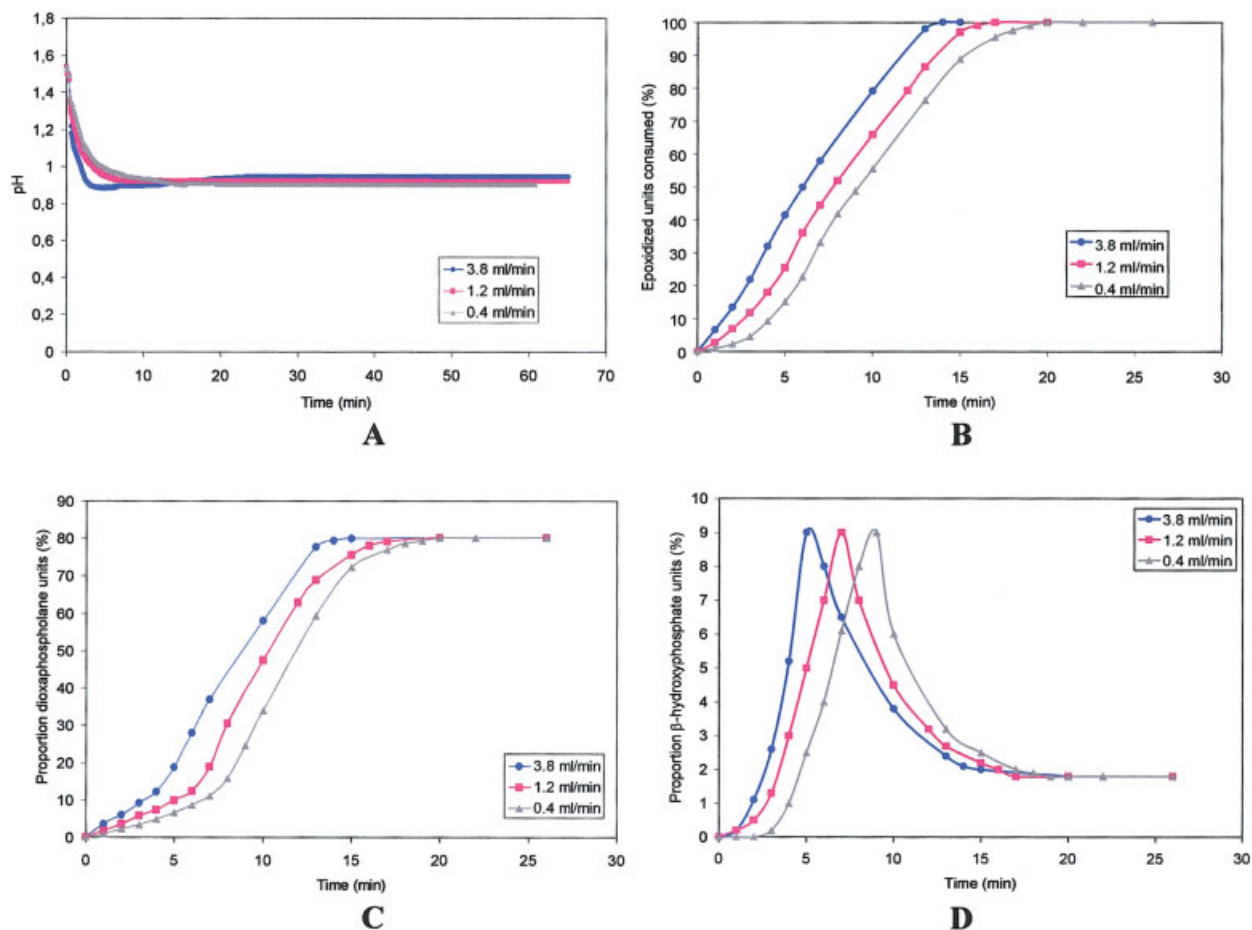 1,8
1,6
1,4
1,2
1
0,8
0,6
0,4
0,2
0
pH
0 10 20 30 40 50 60 70
Time (min)
3.8 ml/min
1.2 ml/min
0.4 ml/min
A
100
90
80
70
60
50
40
30
20
10
0
Epoxidized units consumed (%)
0 5 10 15 20 25 30
Time (min)
3.8 ml/min
1.2 ml/min
0.4 ml/min
B
90
80
70
60
50
40
30
20
10
0
Proportion dioxaphospholane units (%)
0 5 10 15 20 25 30
Time (min)
3.8 ml/min
1.2 ml/min
0.4 ml/min
C
10
9
8
7
6
5
4
3
2
1
0
Proportion β-hydroxyphosphate units (%)
0 5 10 15 20 25 30
Time (min)
3.8 ml/min
1.2 ml/min
0.4 ml/min
D